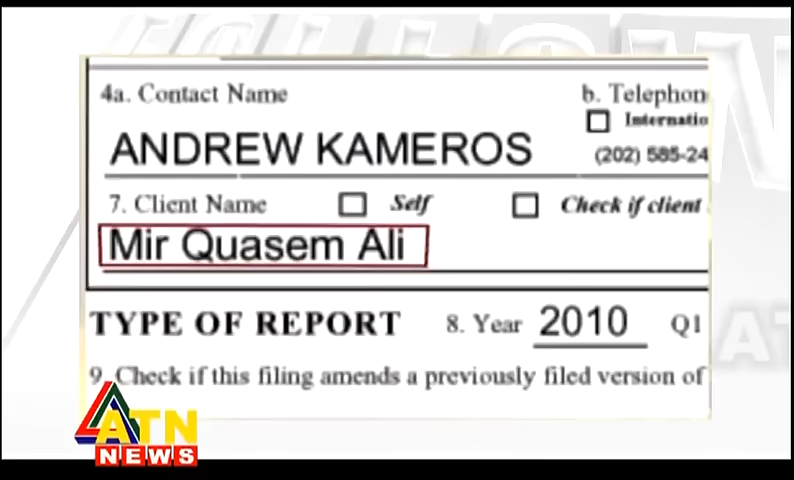 4a. Contact Name
b. Telephon
Internatio
ANDREW KAMEROS
(202) 585-24
7. Client Name
Self
Check if client
Mir Quasem Ali
TYPE OF REPORT
8. Year 2010
Q1
9. Check if this filing amends a previously filed version of
ATN
NEWS